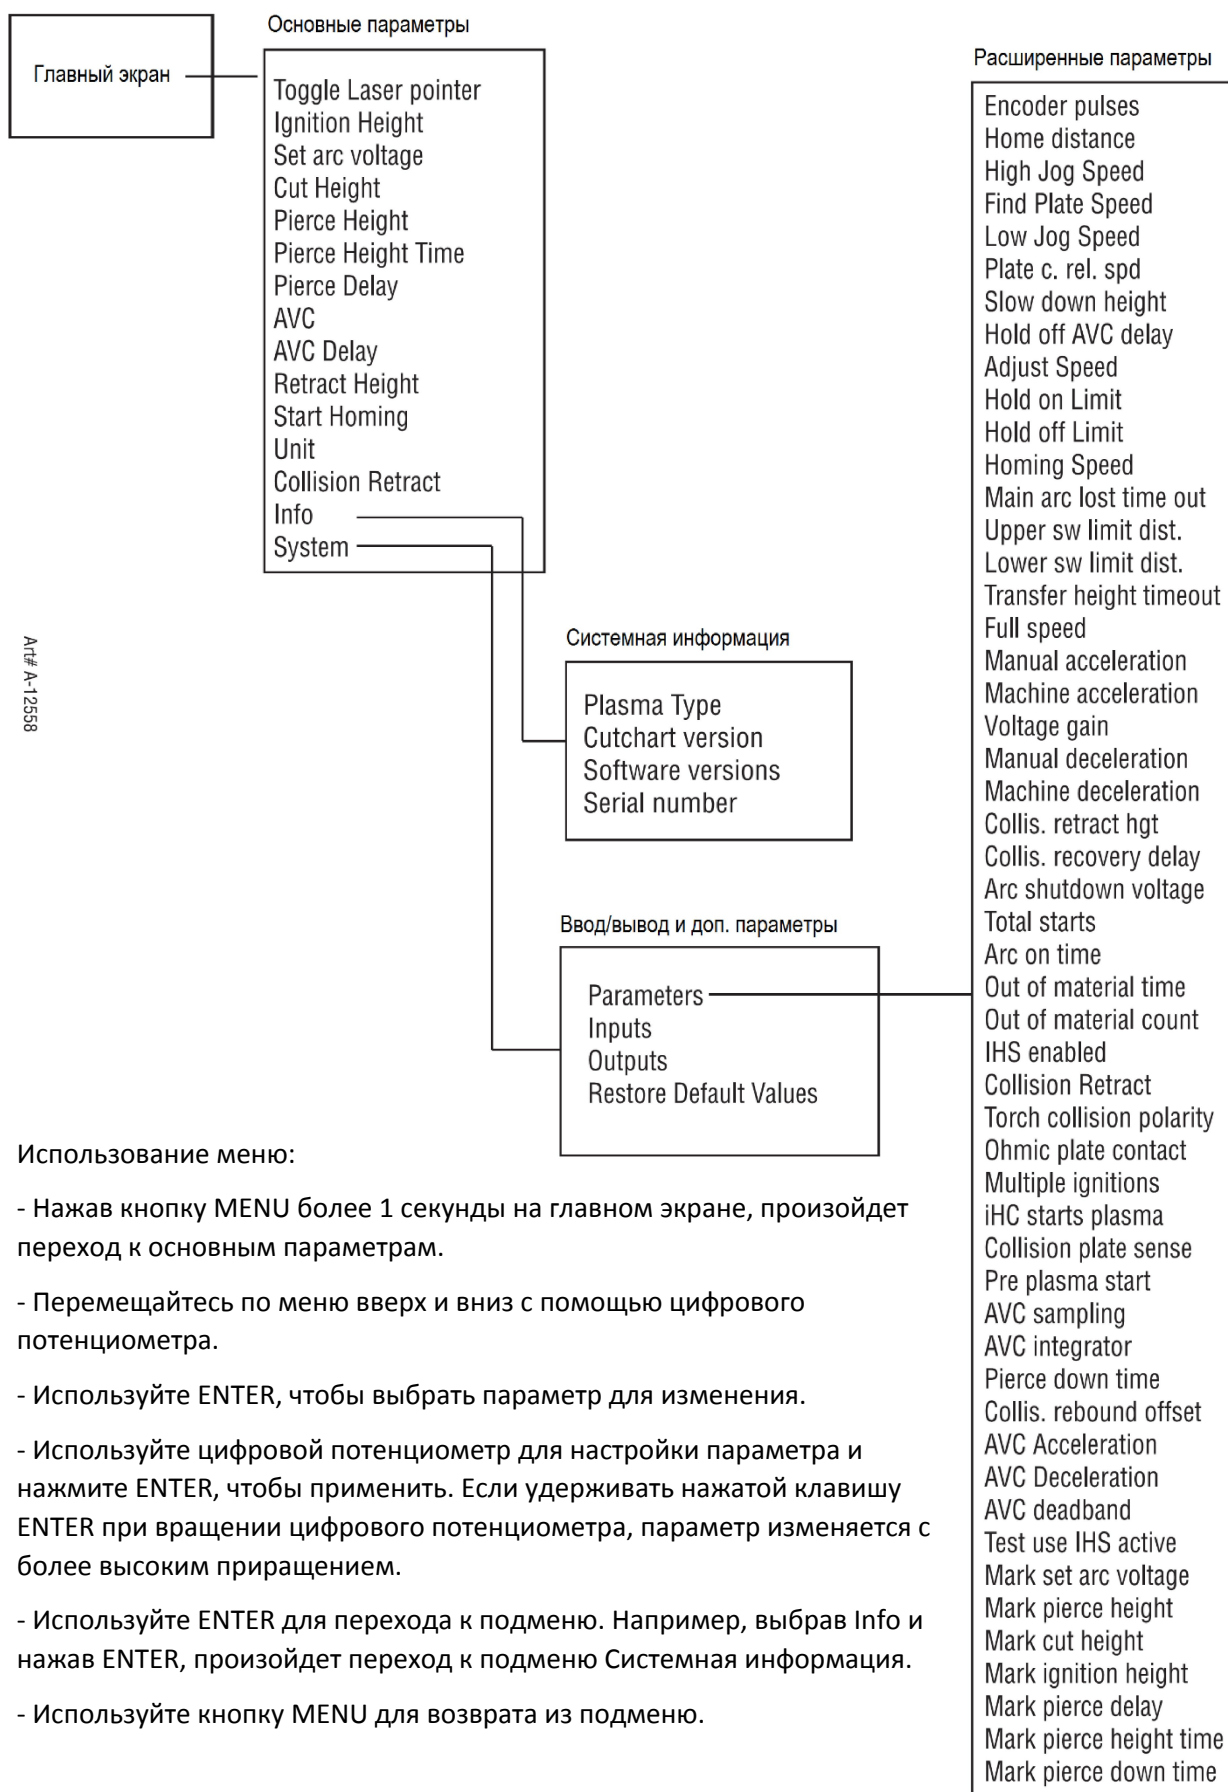 Главный экран
Основные параметры
Toggle Laser pointer
Ignition Height
Set arc voltage
Cut Height
Pierce Height
Pierce Height Time
Pierce Delay
AVC
AVC Delay
Retract Height
Start Homing
Unit
Collision Retract
Info
System
Art# A-12558
Системная информация
Plasma Type
Cutchart version
Software versions
Serial number
Ввод/вывод и доп. параметры
Parameters
Inputs
Outputs
Restore Default Values
Расширенные параметры
Encoder pulses
Home distance
High Jog Speed
Find Plate Speed
Low Jog Speed
Plate c. rel. spd
Slow down height
Hold off AVC delay
Adjust Speed
Hold on Limit
Hold off Limit
Homing Speed
Main arc lost time out
Upper sw limit dist.
Lower sw limit dist.
Transfer height timeout
Full speed
Manual acceleration
Machine acceleration
Voltage gain
Manual deceleration
Machine deceleration
Collis. retract hgt
Collis. recovery delay
Arc shutdown voltage
Total starts
Arc on time
Out of material time
Out of material count
IHS enabled
Collision Retract
Torch collision polarity
Ohmic plate contact
Multiple ignitions
iHC starts plasma
Collision plate sense
Pre plasma start
AVC sampling
AVC integrator
Pierce down time
Collis. rebound offset
AVC Acceleration
AVC Deceleration
AVC deadband
Test use IHS active
Mark set arc voltage
Mark pierce height
Mark cut height
Mark ignition height
Mark pierce delay
Mark pierce height time
Mark pierce down time
Использование меню:
- Нажав кнопку MENU более 1 секунды на главном экране, произойдет
переход к основным параметрам.
- Перемещайтесь по меню вверх и вниз с помощью цифрового
потенциометра.
- Используйте ENTER, чтобы выбрать параметр для изменения.
- Используйте цифровой потенциометр для настройки параметра и
нажмите ENTER, чтобы применить. Если удерживать нажатой клавишу
ENTER при вращении цифрового потенциометра, параметр изменяется с
более высоким приращением.
- Используйте ENTER для перехода к подменю. Например, выбрав Info и
нажав ENTER, произойдет переход к подменю Системная информация.
- Используйте кнопку MENU для возврата из подменю.